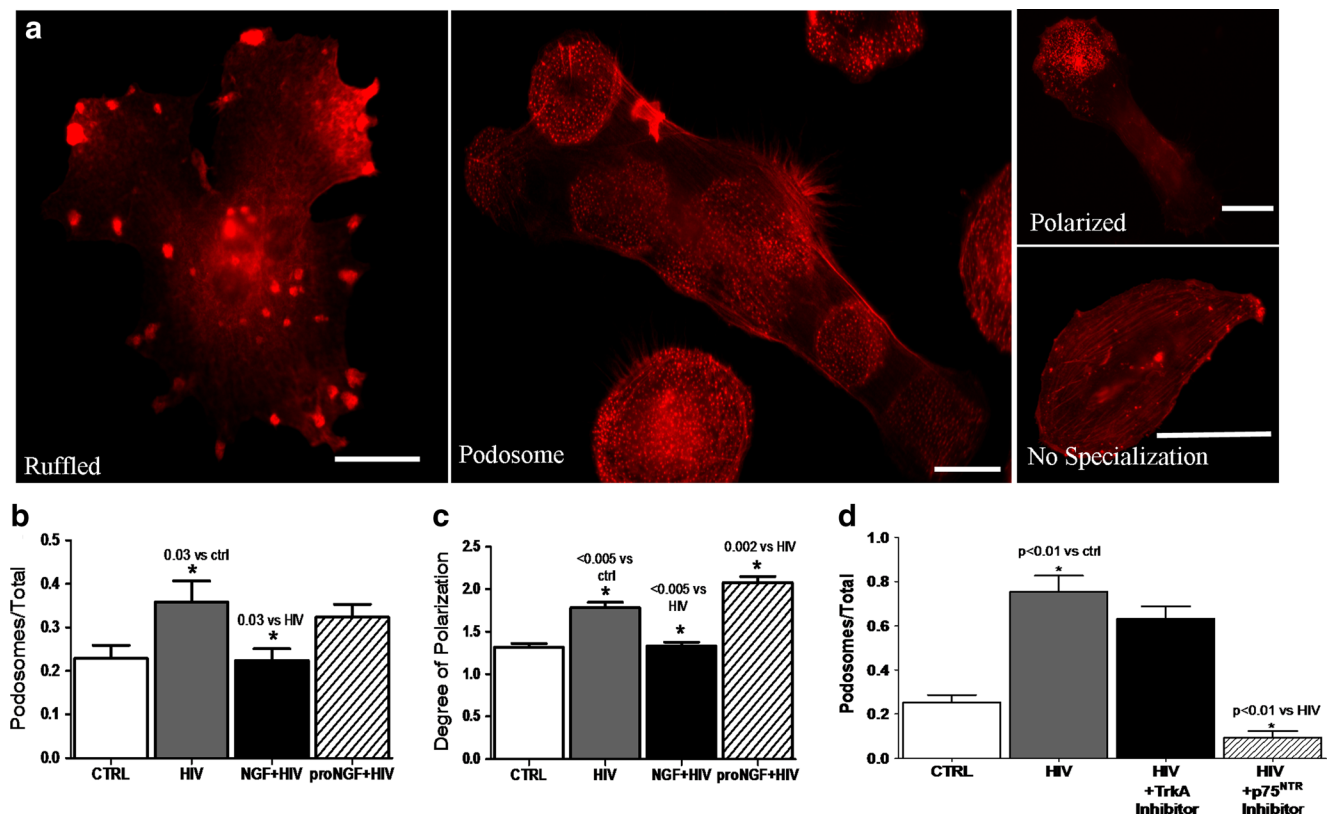 a
Ruffled
Podosome
Polarized
No Specialization
b
Podosomes/Total
0.5
0.4
0.3
0.2
0.1
0.0
0.03 vs ctrl
*
0.03 vs HIV
*
CTRL
HIV
NGF+HIV
proNGF+HIV
c
Degree of Polarization
2.5
2.0
1.5
1.0
0.5
0.0
<0.005 vs
ctrl
*
<0.005 vs
HIV
*
0.002 vs HIV
*
CTRL
HIV
NGF+HIV
proNGF+HIV
d
Podosomes/Total
1.0
0.8
0.6
0.4
0.2
0.0
p<0.01 vs ctrl
*
p<0.01 vs HIV
*
CTRL
HIV
HIV
+TrkA
Inhibitor
HIV
+p75NTR
Inhibitor